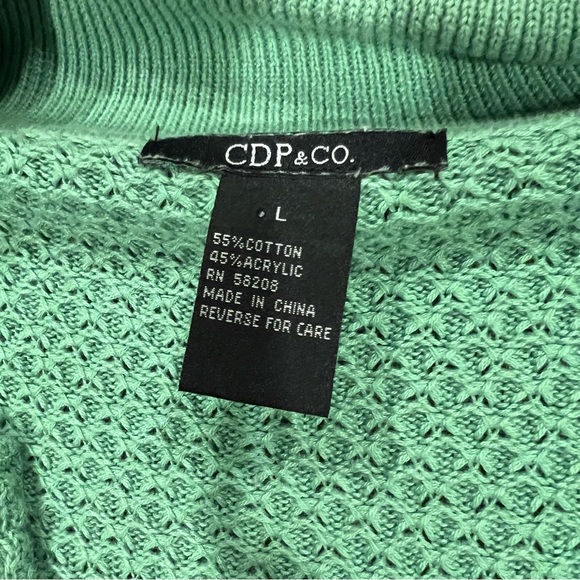 CDP&CO.
L
55%COTTON
45%ACRYLIC
RN 58208
MADE IN CHINA
REVERSE FOR CARE